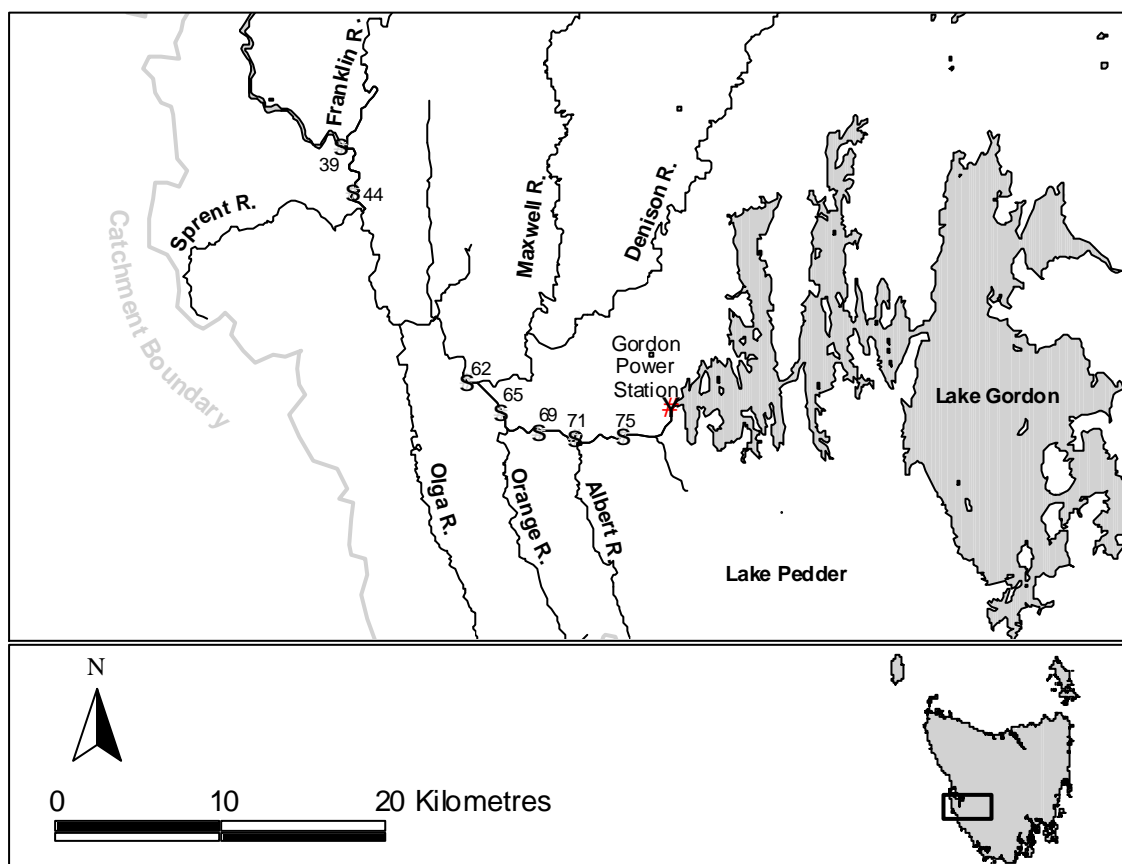 Franklin R.
39
S
S
44
Sprent R.
Catchment Boundary
Maxwell R.
Denison R.
Gordon
Power
Station
Lake Gordon
62
S
65
S
69
S
71
S
75
S
Olga R.
Orange R.
Albert R.
Lake Pedder
N
0 10 20 Kilometres